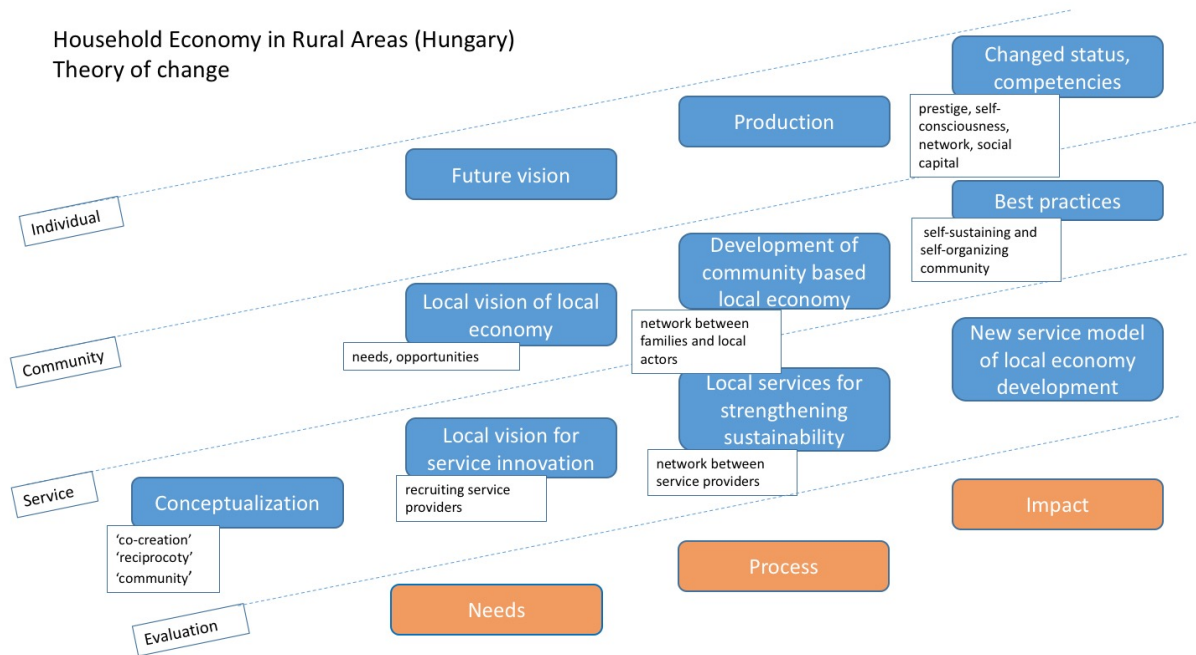 Household Economy in Rural Areas (Hungary)
Theory of change
Changed status,
competencies
prestige, self-
consciousness,
network, social
capital
Production
Future vision
Individual
Best practices
self-sustaining and
self-organizing
community
Development of
community based
local economy
network between
families and local
actors
Local vision of local
economy
needs, opportunities
Community
New service model
of local economy
development
Local services for
strengthening
sustainability
network between
service providers
Local vision for
service innovation
recruiting service
providers
Service
Conceptualization
‘co-creation’
‘reciprocoty’
‘community’
Impact
Process
Needs
Evaluation